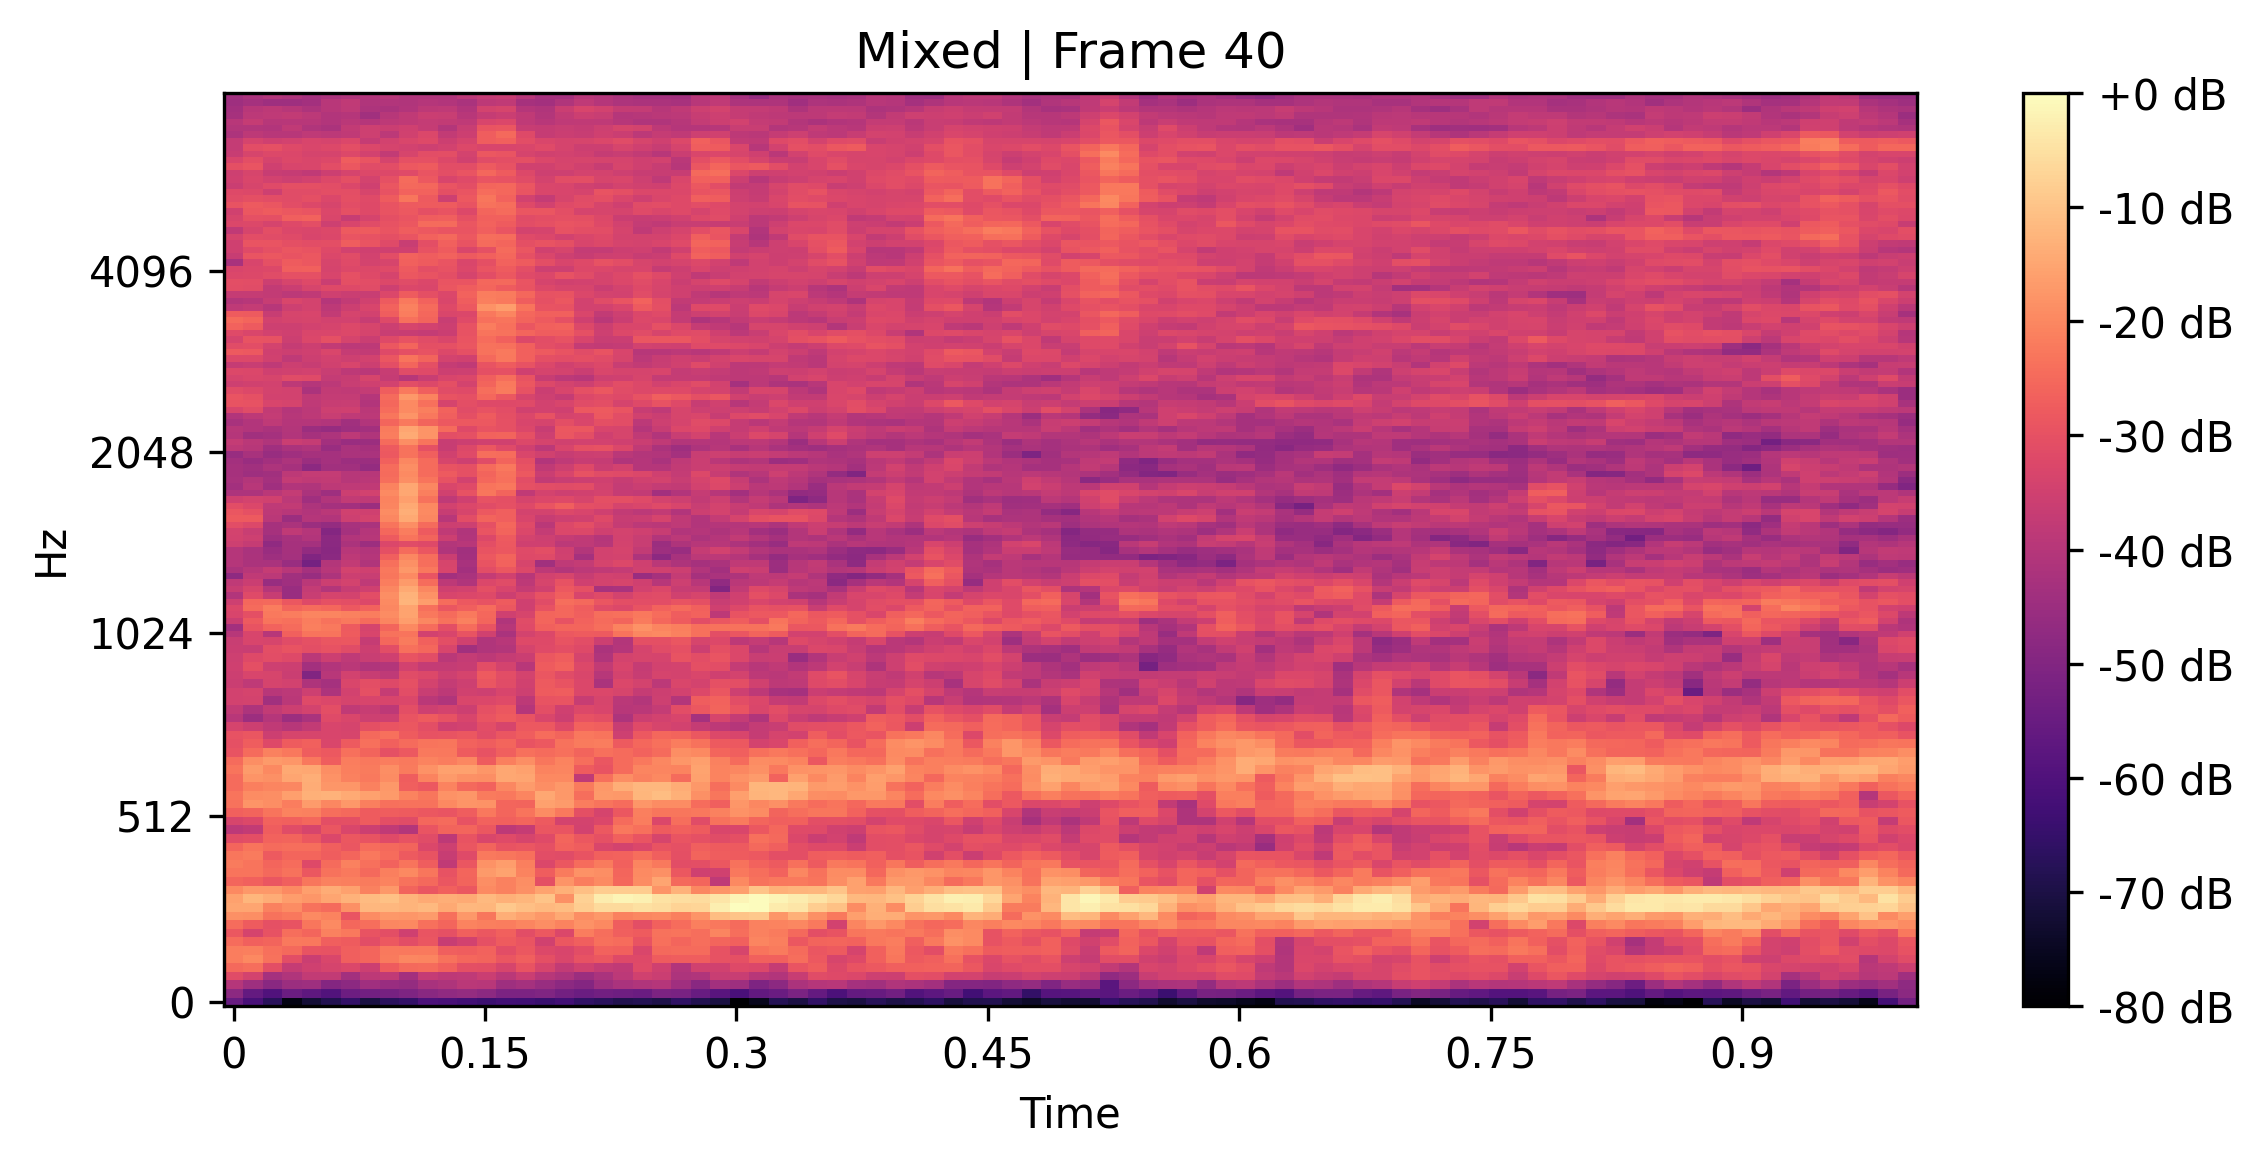 Mixed | Frame 40
Hz
4096
2048
1024
512
0
0 0.15 0.3 0.45 0.6 0.75 0.9
Time
+0 dB
-10 dB
-20 dB
-30 dB
-40 dB
-50 dB
-60 dB
-70 dB
-80 dB